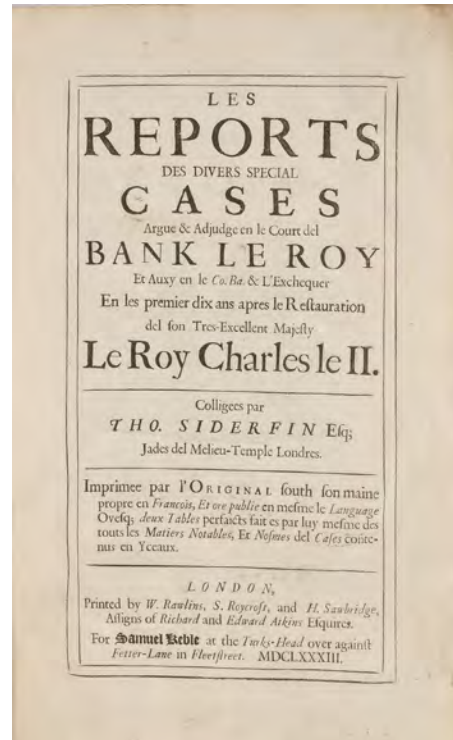 LES
REPORTS
DES DIVERS SPECIAL
CASES
Argue & Adjudge en le Court del
BANK LE ROY
Et Auxy en le Co. Ba. & L'Exchequer
En les premier dix ans apres le Reſtauration
del ſon Tres-Excellent Majeſty
Le Roy Charles le II.
Colligees par
THO. SIDERFIN Eſq;
Jades del Melieu-Temple Londres.
Imprimee par l'ORIGINAL ſouth ſon maine
propre en Francois, Et ore publie en meſme le Language
Oveſq; deux Tables perfaicts fait es par luy meſme des
touts les Matiers Notables, Et Noſmes del Caſes conte-
nus en Yceaux.
LONDON,
Printed by W. Rawlins, S. Roycroft, and H. Sawbridge,
Aſſigns of Richard and Edward Atkins Eſquires.
For Samuel Keble at the Turks-Head over againſt
Fetter-Lane in Fleetſtreet. MDCLXXXIII.